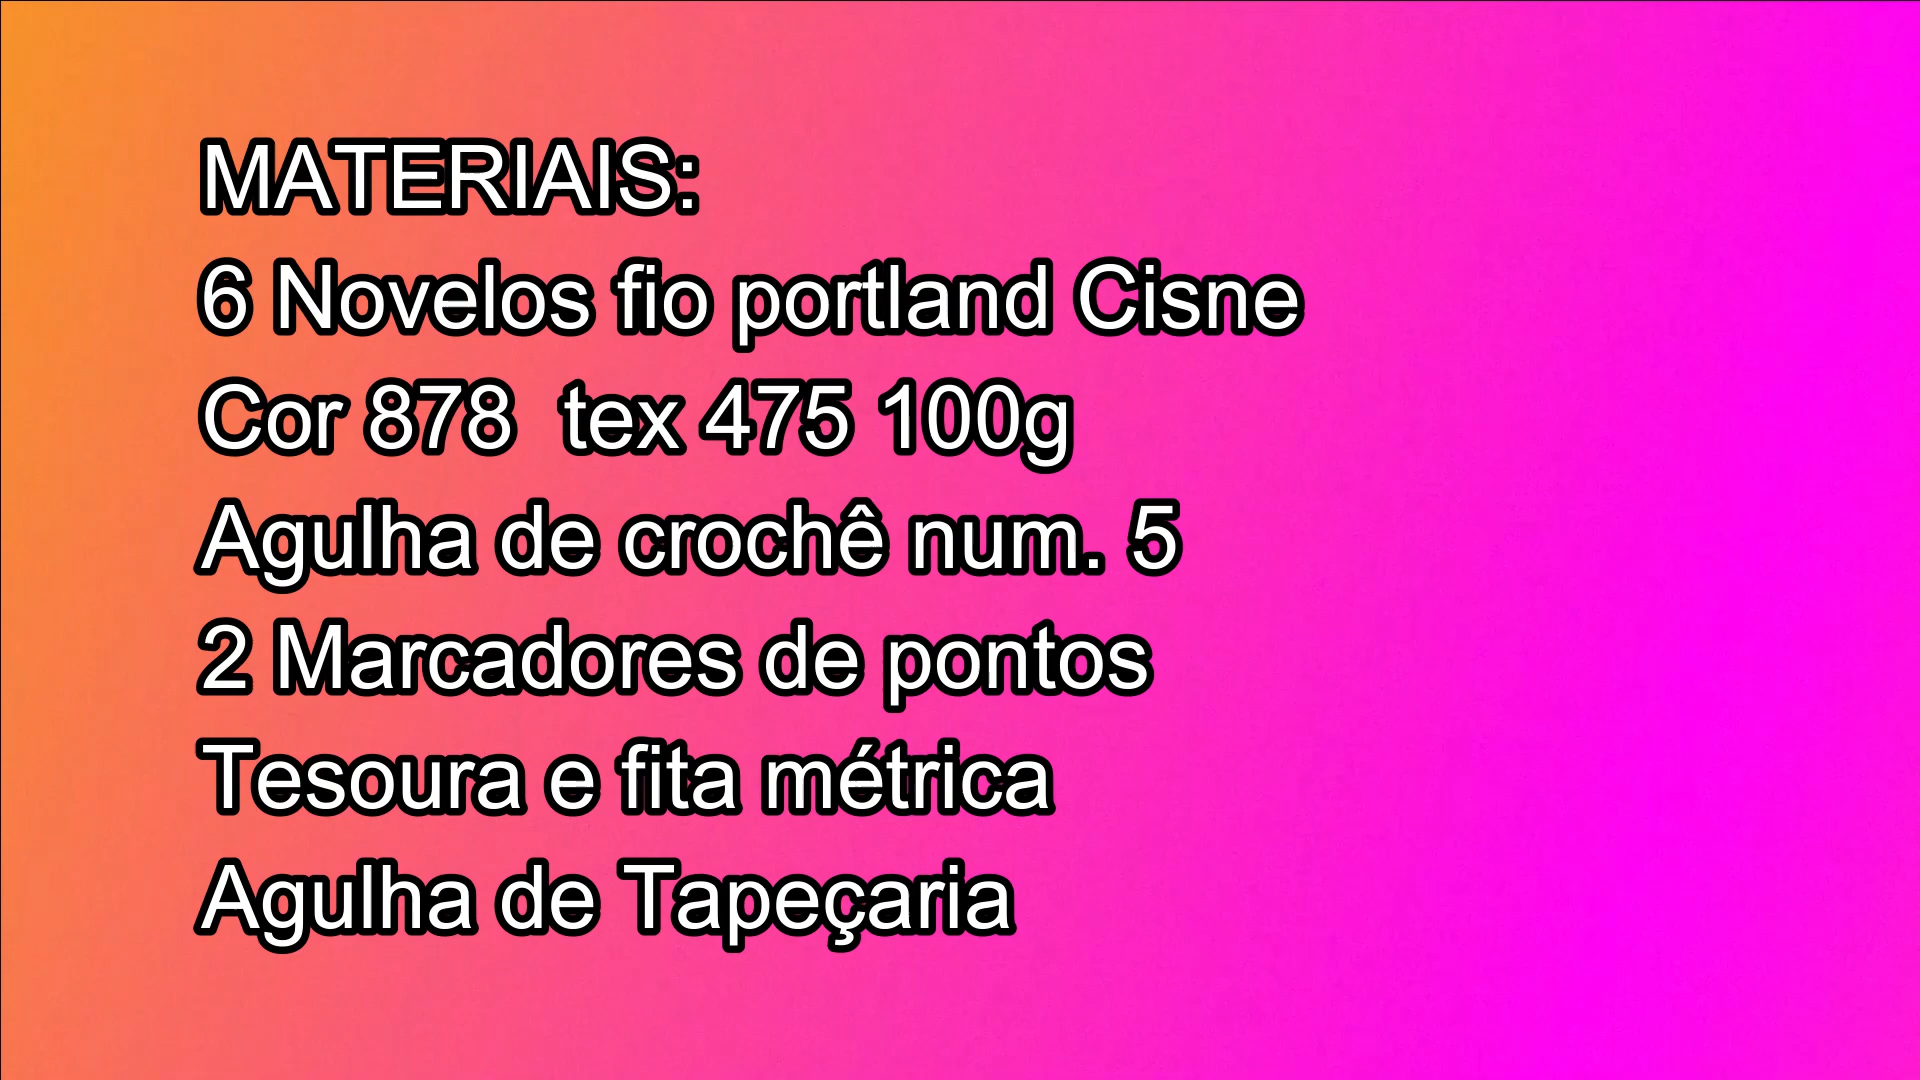 MATERIAIS:
6 Novelos fio portland Cisne
Cor 878  tex 475 100g
Agulha de crochê num. 5
2 Marcadores de pontos
Tesoura e fita métrica
Agulha de Tapeçaria